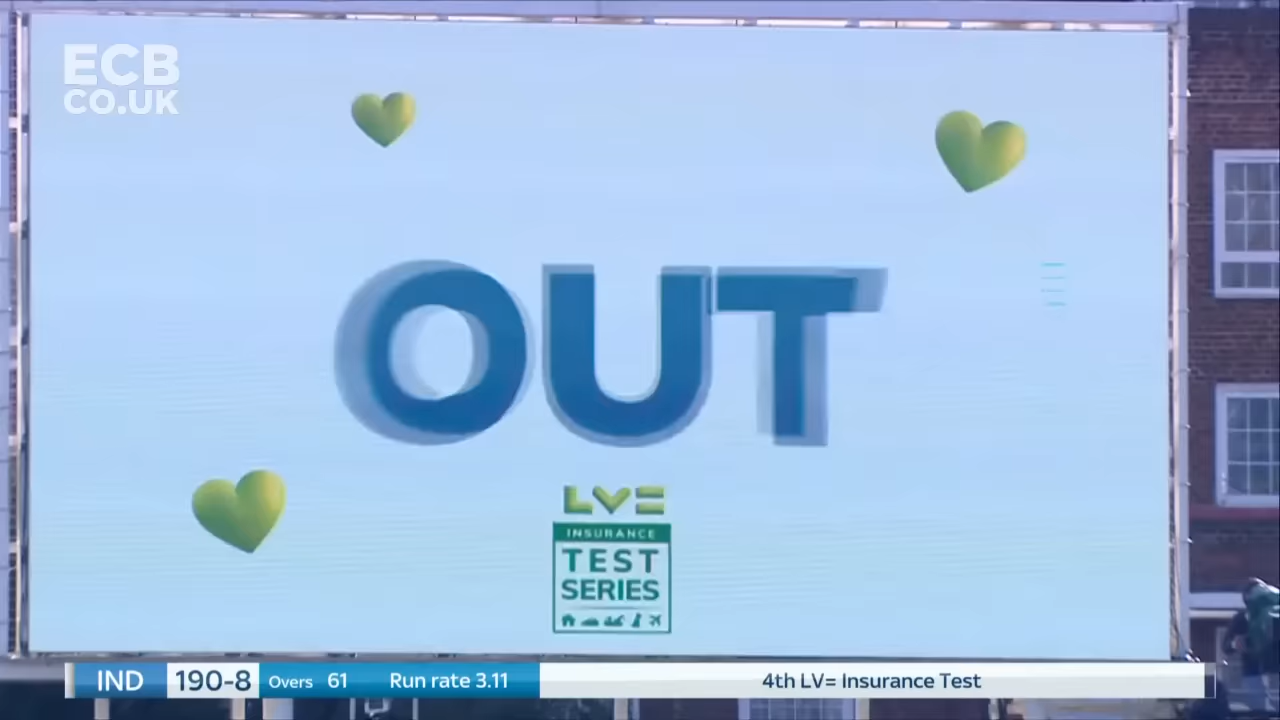 ECB
CO.UK
OUT
LV=
INSURANCE
TEST
SERIES
IND 190-8 Overs 61 Run rate 3.11 4th LV= Insurance Test